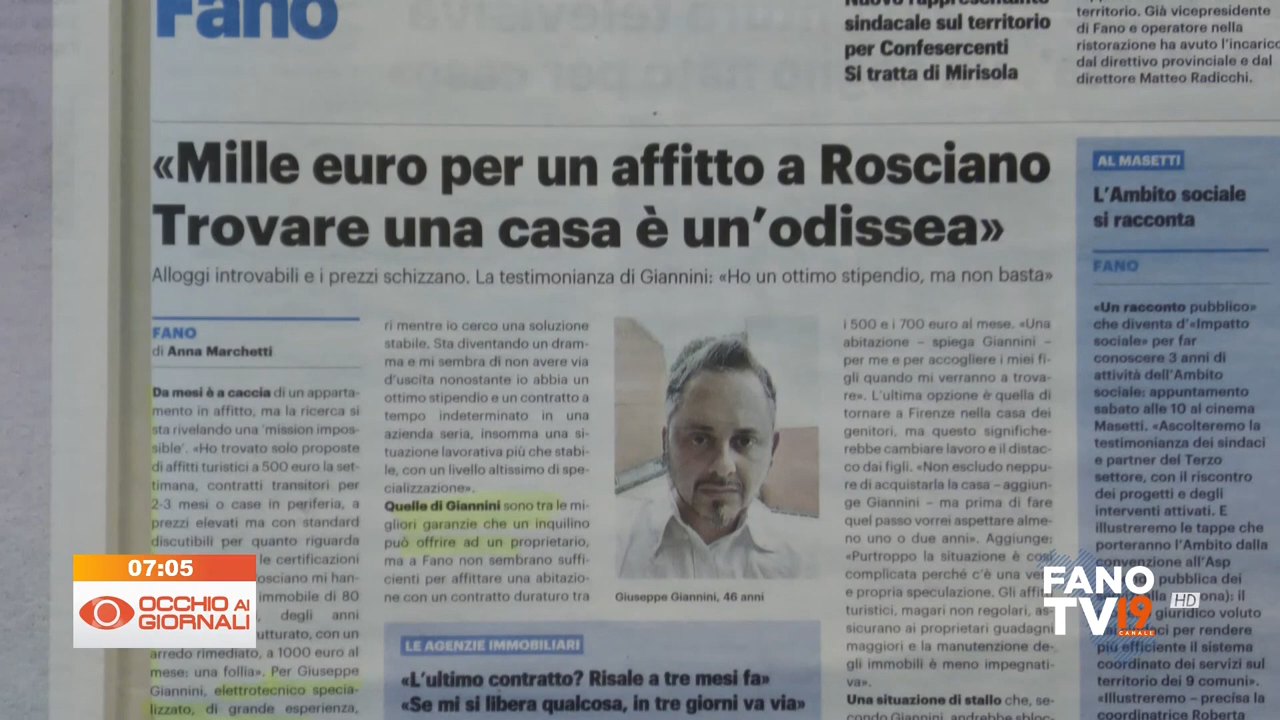 Fano
sindacale sul territorio
per Confesercenti
Si tratta di Mirisola
territorio. Già vicepresidente
di Fano e operatore nella
ristorazione ha avuto l'incarico
dal direttivo provinciale e dal
direttore Matteo Radicchi.
«Mille euro per un affitto a Rosciano
Trovare una casa è un'odissea»
Alloggi introvabili e i prezzi schizzano. La testimonianza di Giannini: «Ho un ottimo stipendio, ma non basta»
FANO
di Anna Marchetti
Da mesi è a caccia di un apparta-
mento in affitto, ma la ricerca si
sta rivelando una 'mission impos-
sible'. «Ho trovato solo proposte
di affitti turistici a 500 euro la set-
timana, contratti transitori per
2-3 mesi o case in periferia, a
prezzi elevati ma con standard
discutibili per quanto riguarda
le certificazioni
osciano mi han-
immobile di 80
degli anni
utturato, con un
arredo rimediato, a 1000 euro al
mese: una follia». Per Giuseppe
Giannini, elettrotecnico specia-
lizzato, di grande esperienza,
ri mentre io cerco una soluzione
stabile. Sta diventando un dram-
ma e mi sembra di non avere via
d'uscita nonostante io abbia un
ottimo stipendio e un contratto a
tempo indeterminato in una
azienda seria, insomma una si-
tuazione lavorativa più che stabi-
le, con un livello altissimo di spe-
cializzazione».
Quelle di Giannini sono tra le mi-
gliori garanzie che un inquilino
può offrire ad un proprietario,
ma a Fano non sembrano suffi-
cienti per affittare una abitazio-
ne con un contratto duraturo tra
Giuseppe Giannini, 46 anni
i 500 e i 700 euro al mese. «Una
abitazione – spiega Giannini –
per me e per accogliere i miei fi-
gli quando mi verranno a trova-
re». L'ultima opzione è quella di
tornare a Firenze nella casa dei
genitori, ma questo significhe-
rebbe cambiare lavoro e il distac-
co dai figli. «Non escludo neppu-
re di acquistarla la casa – aggiun-
ge Giannini – ma prima di fare
quel passo vorrei aspettare alme-
no uno o due anni». Aggiunge:
«Purtroppo la situazione è così
complicata perché c'è una ve
e propria speculazione. Gli affit
turistici, magari non regolari, a
sicurano ai proprietari guadagni
maggiori e la manutenzione de-
gli immobili è meno impegnati-
va».
Una situazione di stallo che, se-
condo Giannini, andrebbe sbloc-
LE AGENZIE IMMOBILIARI
«L'ultimo contratto? Risale a tre mesi fa»
«Se mi si libera qualcosa, in tre giorni va via»
AL MASETTI
L'Ambito sociale
si racconta
FANO
«Un racconto pubblico»
che diventa d'«Impatto
sociale» per far
conoscere 3 anni di
attività dell'Ambito
sociale: appuntamento
sabato alle 10 al cinema
Masetti. «Ascolteremo la
testimonianza dei sindaci
e partner del Terzo
settore, con il riscontro
dei progetti e degli
interventi attivati. E
illustreremo le tappe che
porteranno l'Ambito dalla
convenzione all'Asp
pubblica dei
ona): il
giuridico voluto
per rendere
più efficiente il sistema
coordinato dei servizi sul
territorio dei 9 comuni».
«Illustreremo – precisa la
coordinatrice Roberta
07:05
OCCHIO AI
GIORNALI
FANO
TV 19 HD
CANALE